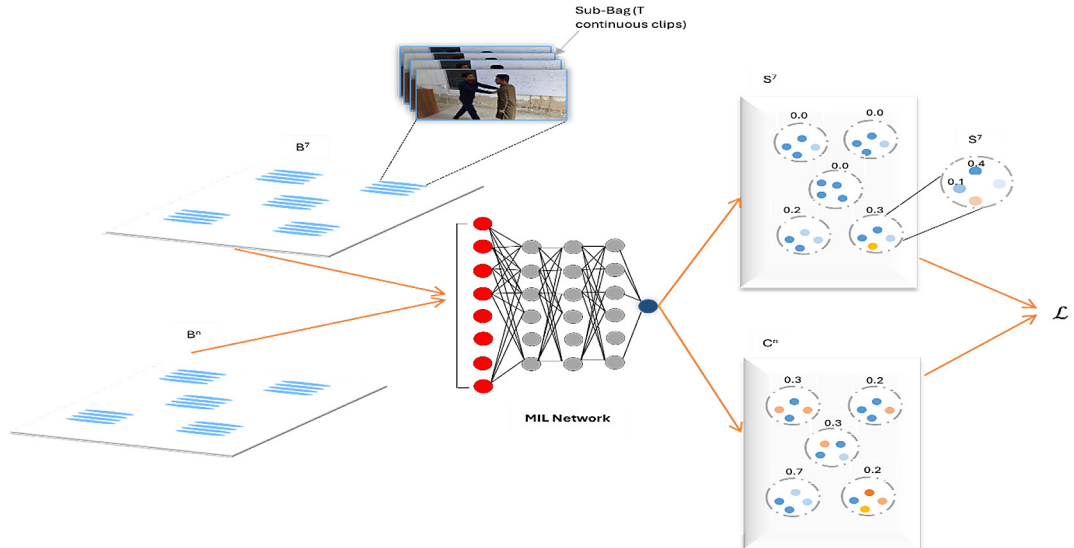 Sub-Bag (T
continuous clips)
B⁷
S⁷
0.0 0.0
0.0
0.2 0.3
S⁷
0.4
0.1
Bⁿ
MIL Network
ℒ
Cⁿ
0.3 0.2
0.3
0.7 0.2